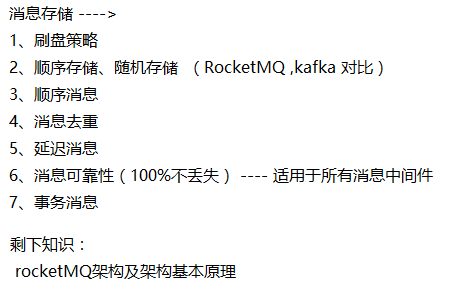 消息存储 ---->
1、刷盘策略
2、顺序存储、随机存储 （RocketMQ ,kafka 对比）
3、顺序消息
4、消息去重
5、延迟消息
6、消息可靠性（100%不丢失） ---- 适用于所有消息中间件
7、事务消息
剩下知识：
rocketMQ架构及架构基本原理